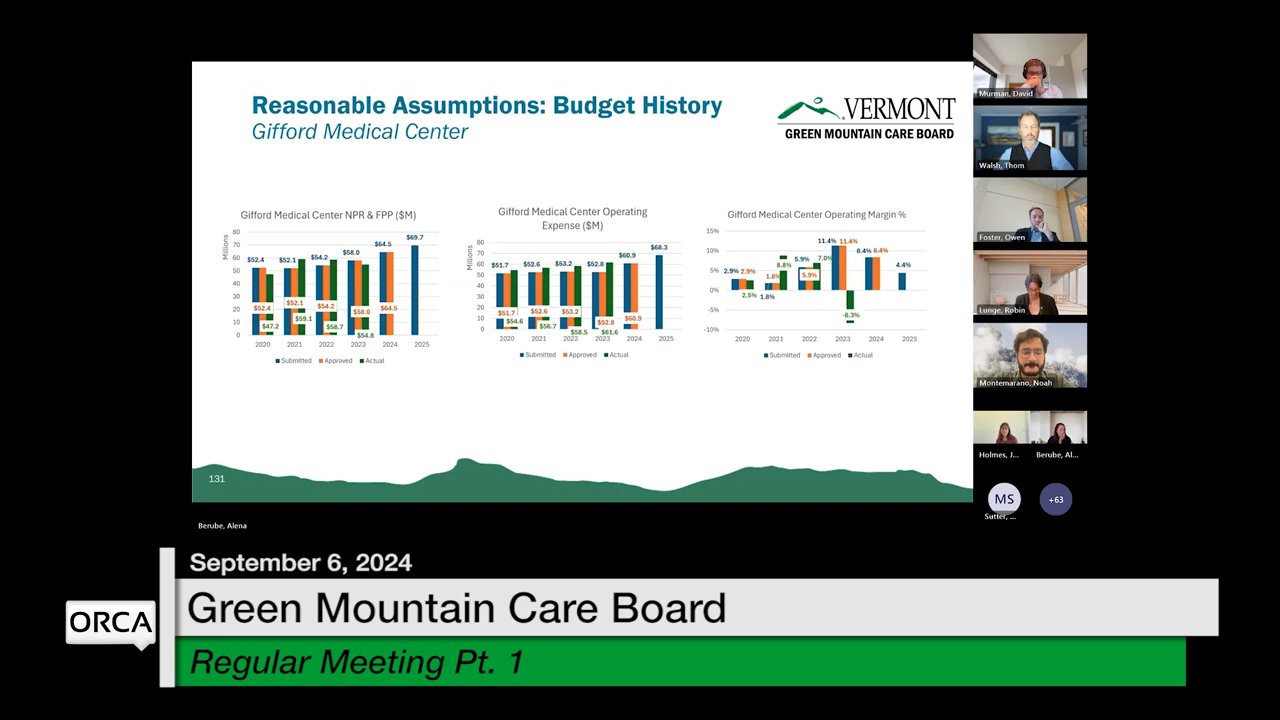 Reasonable Assumptions: Budget History
Gifford Medical Center
VERMONT
GREEN MOUNTAIN CARE BOARD
Gifford Medical Center NPR & FPP ($M)
Millions
80
70
60
50
40
30
20
10
0
$52.4
$52.1
$54.2
$58.0
$64.5
$69.7
$52.4
$52.1
$54.2
$58.0
$64.5
$47.2
$59.1
$58.7
$54.8
2020 2021 2022 2023 2024 2025
Submitted Approved Actual
Gifford Medical Center Operating
Expense ($M)
Millions
80
70
60
50
40
30
20
10
0
$51.7
$52.6
$53.2
$52.8
$60.9
$68.3
$51.7
$52.6
$53.2
$52.8
$60.9
$54.6
$56.7
$58.5
$61.6
2020 2021 2022 2023 2024 2025
Submitted Approved Actual
Gifford Medical Center Operating Margin %
15%
10%
5%
0%
-5%
-10%
2.9% 2.9%
2.5%
1.8%
1.8%
8.8%
5.9%
5.9%
7.0%
11.4% 11.4%
-8.3%
8.4% 8.4%
4.4%
2020 2021 2022 2023 2024 2025
Submitted Approved Actual
131
Murman, David
Walsh, Thom
Foster, Owen
Lunge, Robin
Montemarano, Noah
Holmes, J... Berube, Al...
MS +63
Sutter, ...
Berube, Alena
September 6, 2024
ORCA
Green Mountain Care Board
Regular Meeting Pt. 1